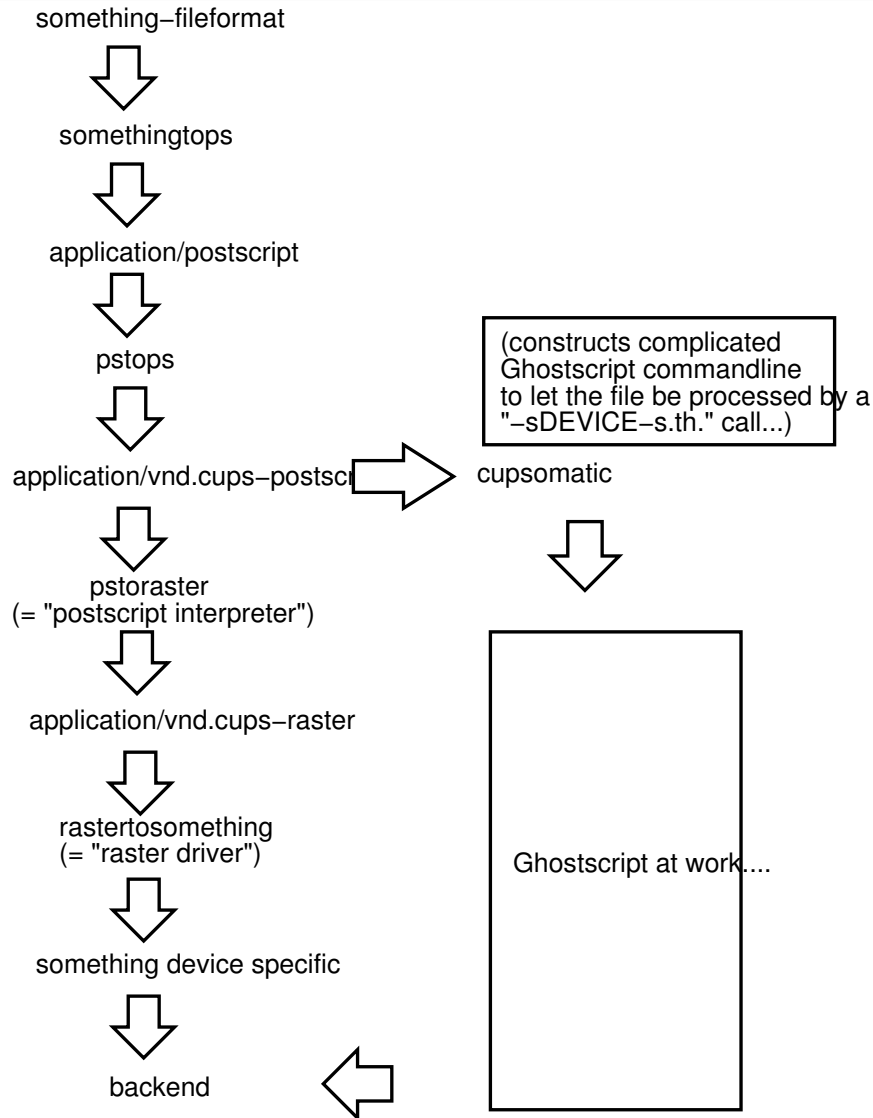 something−fileformat
somethingtops
application/postscript
pstops
(constructs complicated
Ghostscript commandline
to let the file be processed by a
"−sDEVICE−s.th." call...)
application/vnd.cups−postscr
cupsomatic
pstoraster
(= "postscript interpreter")
application/vnd.cups−raster
rastertosomething
(= "raster driver")
Ghostscript at work....
something device specific
backend